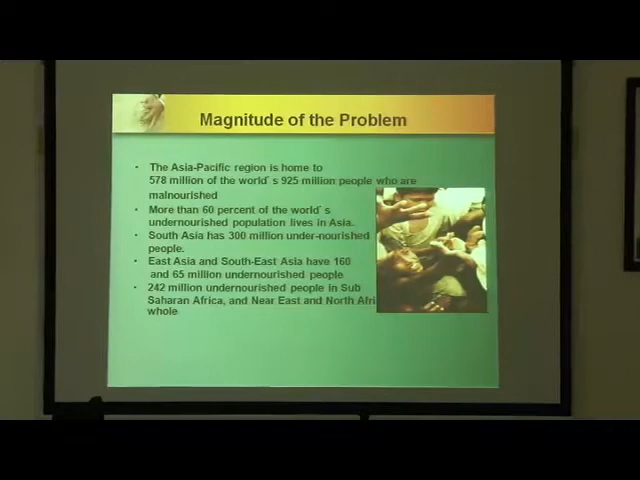 Magnitude of the Problem
• The Asia-Pacific region is home to
578 million of the world´s 925 million people who are
malnourished
• More than 60 percent of the world´s
undernourished population lives in Asia.
• South Asia has 300 million under-nourished
people.
• East Asia and South-East Asia have 160
and 65 million undernourished people
• 242 million undernourished people in Sub
Saharan Africa, and Near East and North Afri
whole